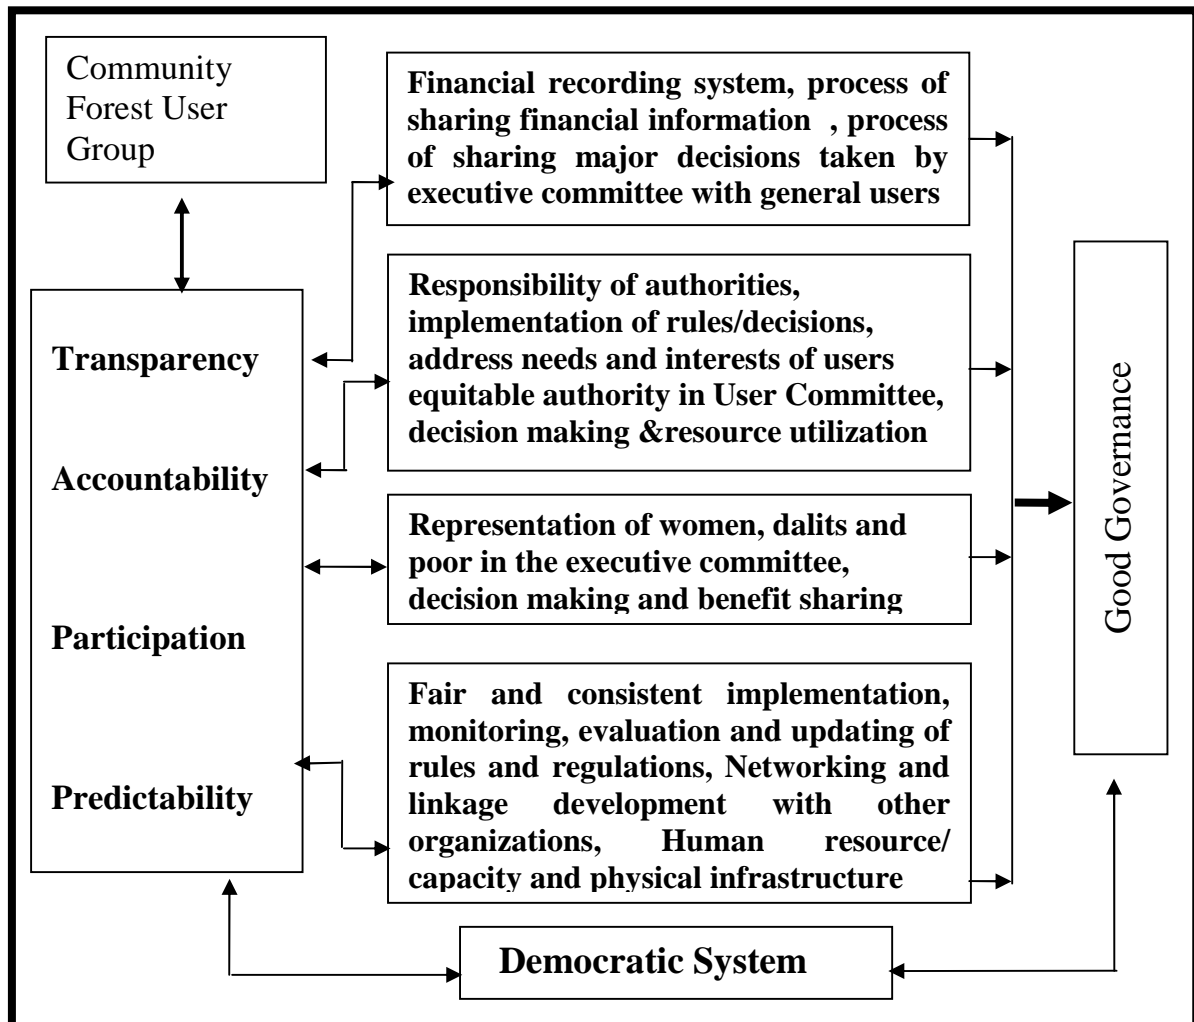 Community
Forest User
Group
Financial recording system, process of
sharing financial information , process
of sharing major decisions taken by
executive committee with general users
Transparency
Accountability
Participation
Predictability
Responsibility of authorities,
implementation of rules/decisions,
address needs and interests of users
equitable authority in User Committee,
decision making &resource utilization
Representation of women, dalits and
poor in the executive committee,
decision making and benefit sharing
Fair and consistent implementation,
monitoring, evaluation and updating of
rules and regulations, Networking and
linkage development with other
organizations, Human resource/
capacity and physical infrastructure
Good Governance
Democratic System